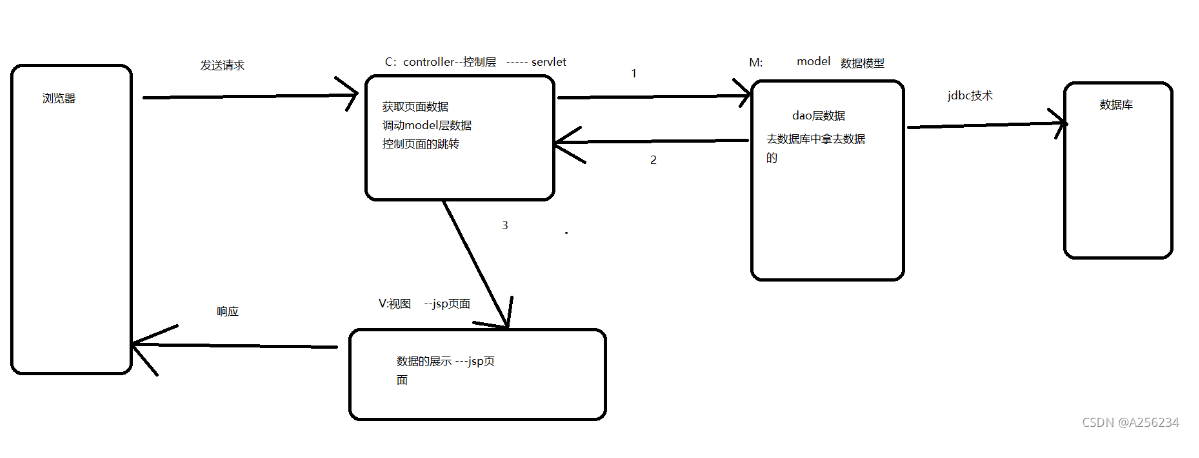 发送请求
C：controller--控制层 ----- servlet
1
M:
model 数据模型
浏览器
获取页面数据
调动model层数据
控制页面的跳转
dao层数据
去数据库中拿去数据
的
jdbc技术
数据库
2
3
.
响应
V:视图 --jsp页面
数据的展示 ---jsp页
面
CSDN @A256234